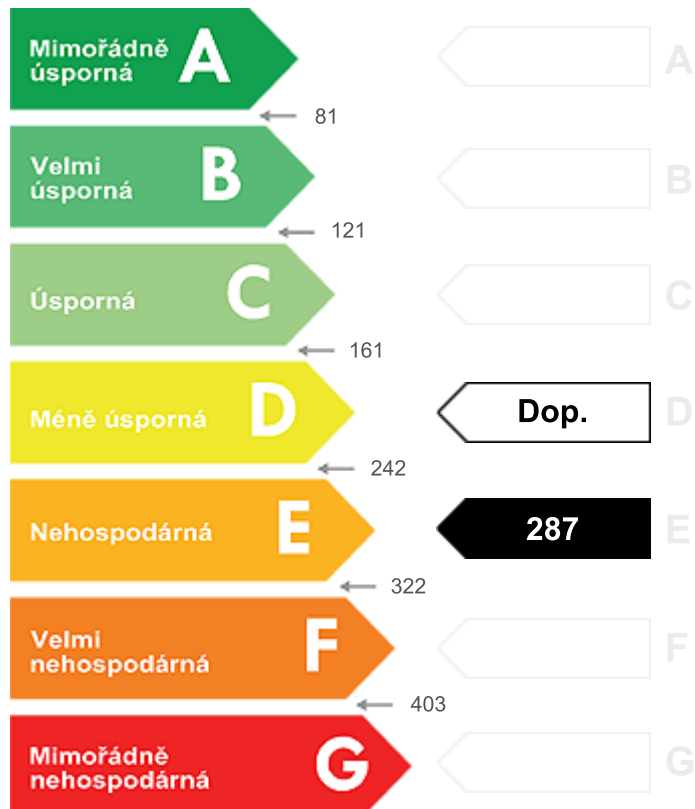 Mimořádně
úsporná
A
A
81
Velmi
úsporná
B
B
121
Úsporná
C
C
161
Méně úsporná
D
Dop.
D
242
Nehospodárná
E
287
E
322
Velmi
nehospodárná
F
F
403
Mimořádně
nehospodárná
G
G